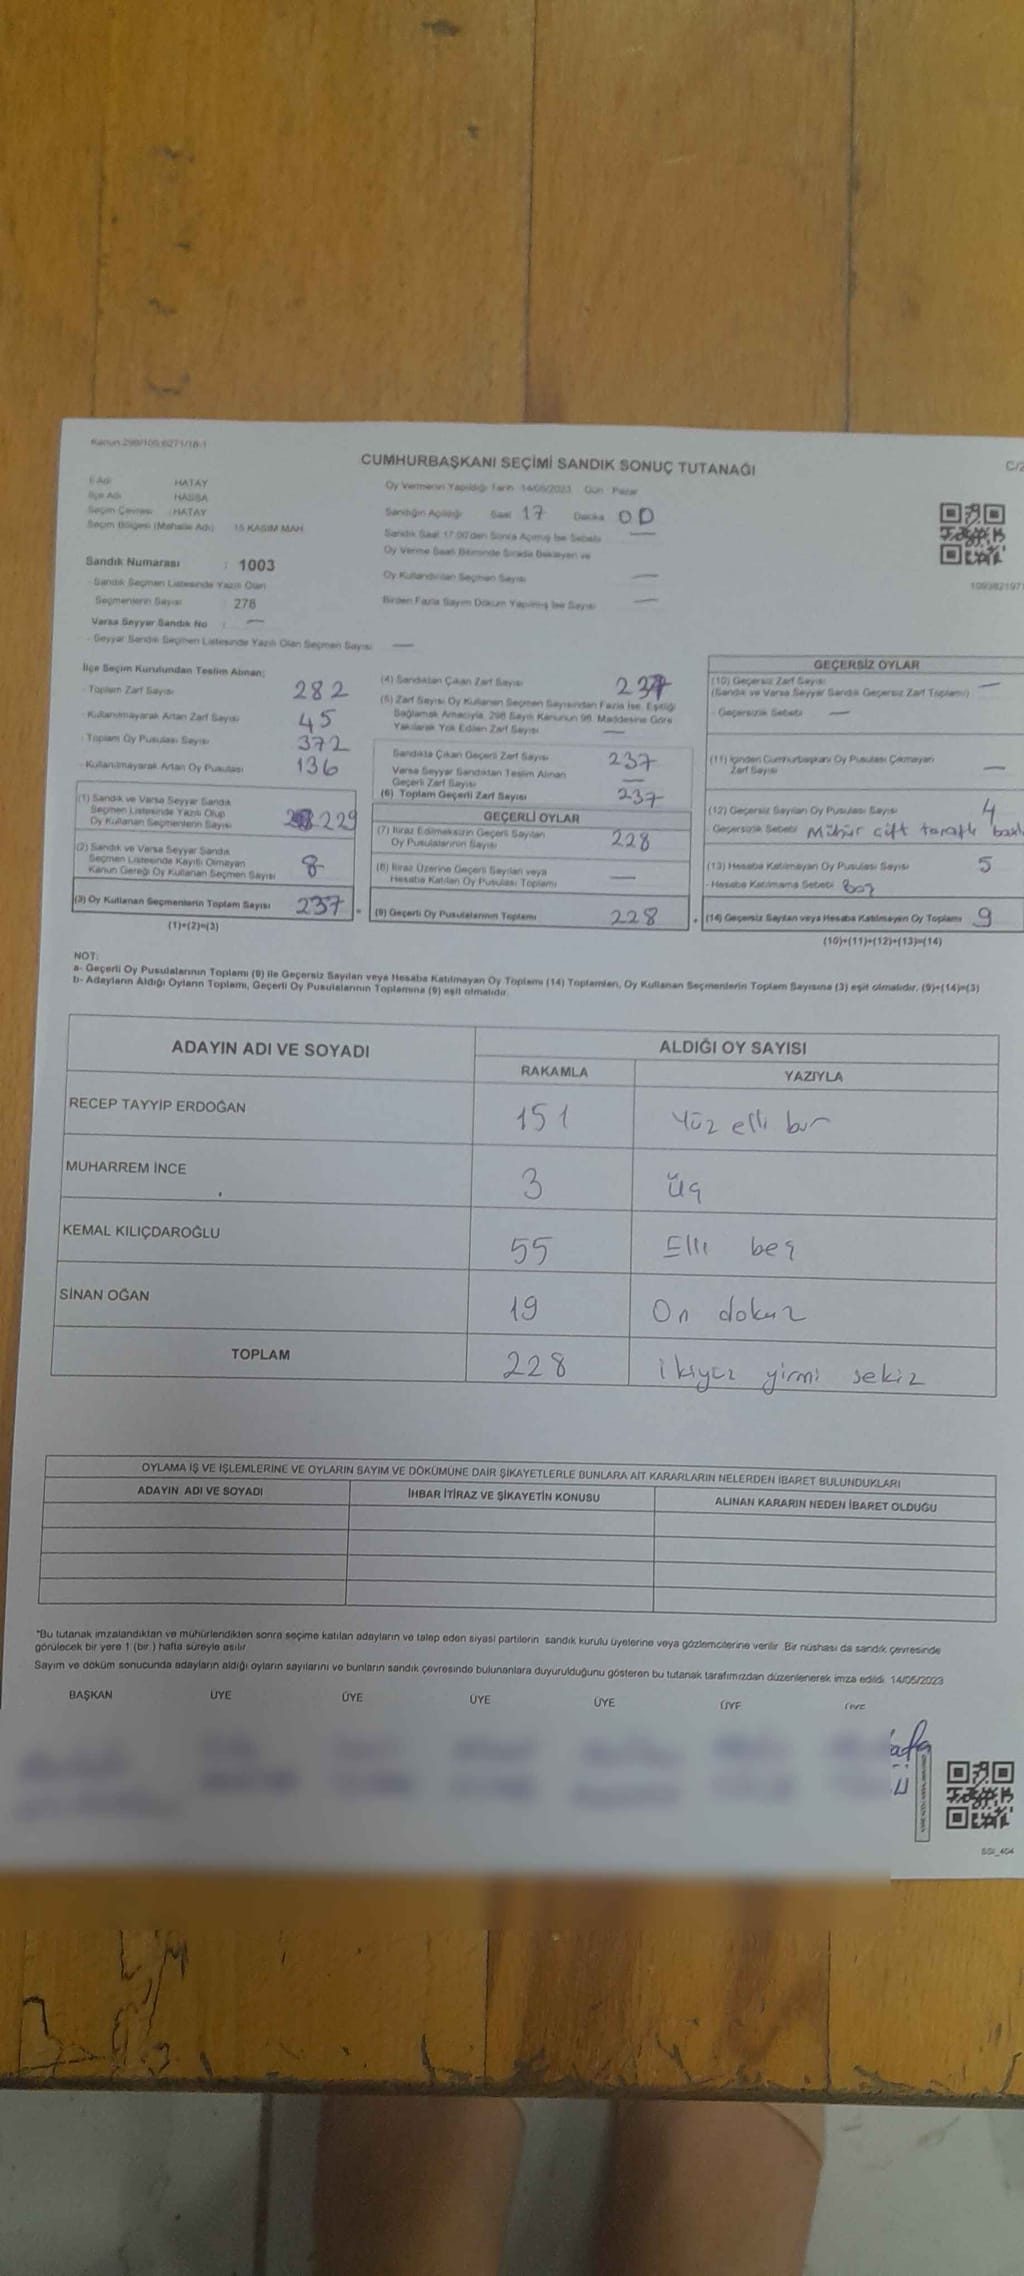 Kanun 298/105,6271/18-1
CUMHURBAŞKANI SEÇİMİ SANDIK SONUÇ TUTANAĞI
C/2
İl Adı HATAY
İlçe Adı HASSA
Seçim Çevresi : HATAY
Seçim Bölgesi (Mahalle Adı) 15 KASIM MAH.
Sandık Numarası : 1003
- Sandık Seçmen Listesinde Yazılı Olan
Seçmenlerin Sayısı : 278
Varsa Seyyar Sandık No : —
- Seyyar Sandık Seçmen Listesinde Yazılı Olan Seçmen Sayısı —
Oy Vermenin Yapıldığı Tarih 14/05/2023 Gün Pazar
Sandığın Açıldığı Saat 17 Dakika 00
Sandık Saat 17:00'den Sonra Açılmış İse Sebebi —
Oy Verme Saati Bitiminde Sırada Bekleyen ve
Oy Kullandırılan Seçmen Sayısı —
Birden Fazla Sayım Döküm Yapılmış İse Sayısı —
İlçe Seçim Kurulundan Teslim Alınan;
- Toplam Zarf Sayısı 282
- Kullanılmayarak Artan Zarf Sayısı 45
- Toplam Oy Pusulası Sayısı 372
- Kullanılmayarak Artan Oy Pusulası 136
(1) Sandık ve Varsa Seyyar Sandık
Seçmen Listesinde Yazılı Olup
Oy Kullanan Seçmenlerin Sayısı 229
(2) Sandık ve Varsa Seyyar Sandık
Seçmen Listesinde Kayıtlı Olmayan
Kanun Gereği Oy Kullanan Seçmen Sayısı 8
(3) Oy Kullanan Seçmenlerin Toplam Sayısı 237
(1)+(2)=(3)
(4) Sandıktan Çıkan Zarf Sayısı 237
(5) Zarf Sayısı Oy Kullanan Seçmen Sayısından Fazla İse, Eşitliği
Sağlamak Amacıyla, 298 Sayılı Kanunun 98. Maddesine Göre
Yakılarak Yok Edilen Zarf Sayısı —
Sandıkta Çıkan Geçerli Zarf Sayısı 237
Varsa Seyyar Sandıktan Teslim Alınan
Geçerli Zarf Sayısı —
(6) Toplam Geçerli Zarf Sayısı 237
GEÇERLİ OYLAR
(7) İtiraz Edilmeksizin Geçerli Sayılan
Oy Pusulalarının Sayısı 228
(8) İtiraz Üzerine Geçerli Sayılan veya
Hesaba Katılan Oy Pusulası Toplamı —
= (9) Geçerli Oy Pusulalarının Toplamı 228
GEÇERSİZ OYLAR
(10) Geçersiz Zarf Sayısı —
(Sandık ve Varsa Seyyar Sandık Geçersiz Zarf Toplamı)
- Geçersizlik Sebebi —
(11) İçinden Cumhurbaşkanı Oy Pusulası Çıkmayan
Zarf Sayısı —
(12) Geçersiz Sayılan Oy Pusulası Sayısı 4
- Geçersizlik Sebebi Mühür çift taraflı
(13) Hesaba Katılmayan Oy Pusulası Sayısı 5
- Hesaba Katılmama Sebebi Boş
+ (14) Geçersiz Sayılan veya Hesaba Katılmayan Oy Toplamı 9
(10)+(11)+(12)+(13)=(14)
NOT:
a- Geçerli Oy Pusulalarının Toplamı (9) ile Geçersiz Sayılan veya Hesaba Katılmayan Oy Toplamı (14) Toplamları, Oy Kullanan Seçmenlerin Toplam Sayısına (3) eşit olmalıdır. (9)+(14)=(3)
b- Adayların Aldığı Oyların Toplamı, Geçerli Oy Pusulalarının Toplamına (9) eşit olmalıdır.
ADAYIN ADI VE SOYADI ALDIĞI OY SAYISI
RAKAMLA YAZIYLA
RECEP TAYYİP ERDOĞAN 151 Yüz elli bir
MUHARREM İNCE 3 üç
KEMAL KILIÇDAROĞLU 55 Elli beş
SİNAN OĞAN 19 On dokuz
TOPLAM 228 ikiyüz yirmi sekiz
OYLAMA İŞ VE İŞLEMLERİNE VE OYLARIN SAYIM VE DÖKÜMÜNE DAİR ŞİKAYETLERLE BUNLARA AİT KARARLARIN NELERDEN İBARET BULUNDUKLARI
ADAYIN ADI VE SOYADI İHBAR İTİRAZ VE ŞİKAYETİN KONUSU ALINAN KARARIN NEDEN İBARET OLDUĞU
*Bu tutanak imzalandıktan ve mühürlendikten sonra seçime katılan adayların ve talep eden siyasi partilerin sandık kurulu üyelerine veya gözlemcilerine verilir. Bir nüshası da sandık çevresinde
görülecek bir yere 1 (bir ) hafta süreyle asılır.
Sayım ve döküm sonucunda adayların aldığı oyların sayılarını ve bunların sandık çevresinde bulunanlara duyurulduğunu gösteren bu tutanak tarafımızdan düzenlenerek imza edildi. 14/05/2023
BAŞKAN ÜYE ÜYE ÜYE ÜYE ÜYE ÜYE